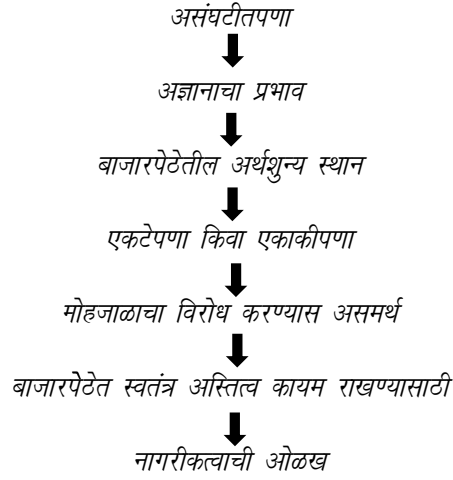 असंघटीतपणा
अज्ञानाचा प्रभाव
बाजारपेठेतील अर्थशुन्य स्थान
एकटेपणा किवा एकाकीपणा
मोहजाळाचा विरोध करण्यास असमर्थ
बाजारपेठेत स्वतंत्र अस्तित्व कायम राखण्यासाठी
नागरीकत्वाची ओळख